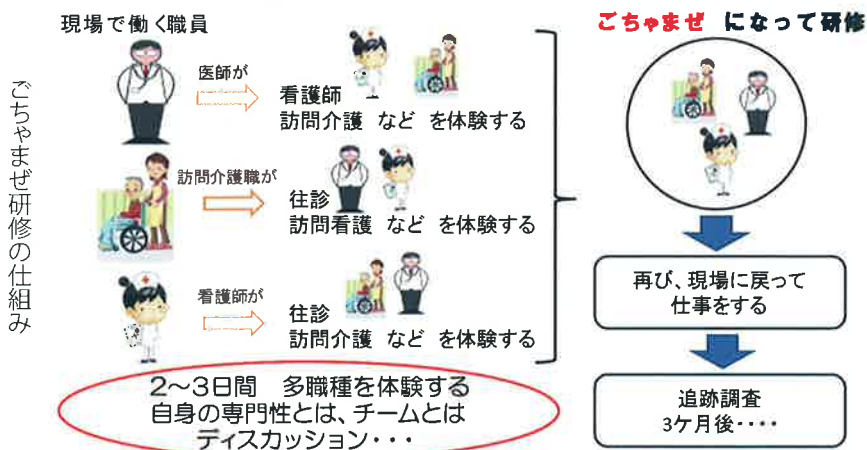 ごちゃまぜ研修の仕組み
現場で働く職員
医師が
看護師
訪問介護 など を体験する
訪問介護職が
往診
訪問看護 など を体験する
看護師が
往診
訪問介護 など を体験する
2～3日間 多職種を体験する
自身の専門性とは、チームとは
ディスカッション・・・
ごちゃまぜ になって研修
再び、現場に戻って
仕事をする
追跡調査
3ケ月後・・・・